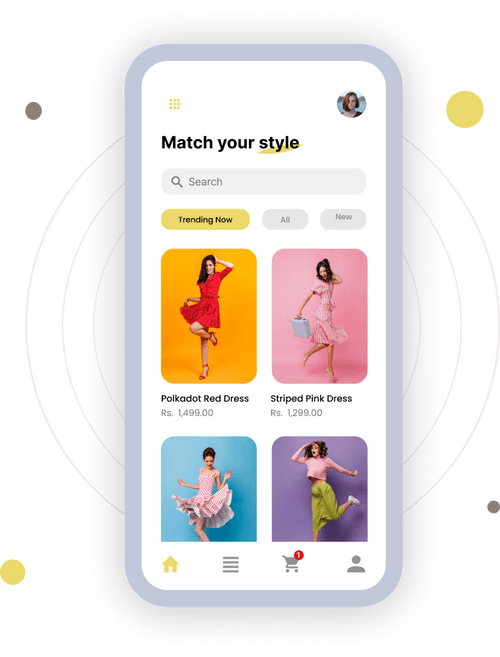 Match your style
Search
Trending Now
All
New
Polkadot Red Dress
Striped Pink Dress
Rs. 1,499.00
Rs. 1,299.00
1